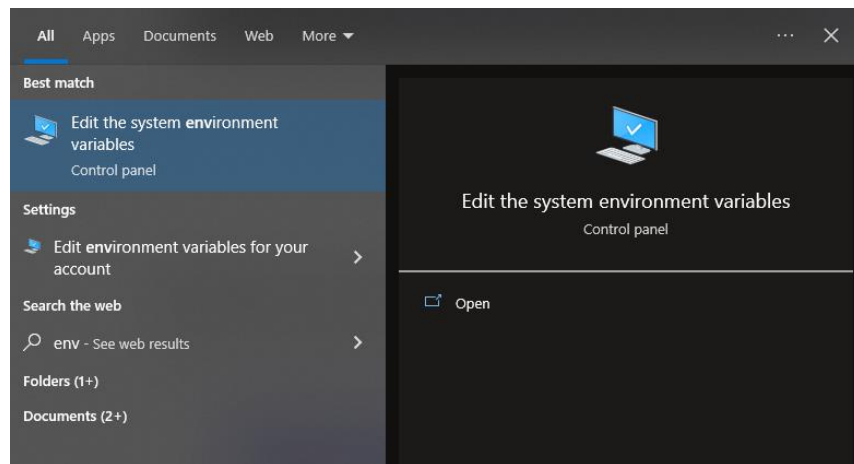 All Apps Documents Web More
Best match
Edit the system environment
variables
Control panel
Settings
Edit environment variables for your
account
Search the web
env - See web results
Folders (1+)
Documents (2+)
Edit the system environment variables
Control panel
Open